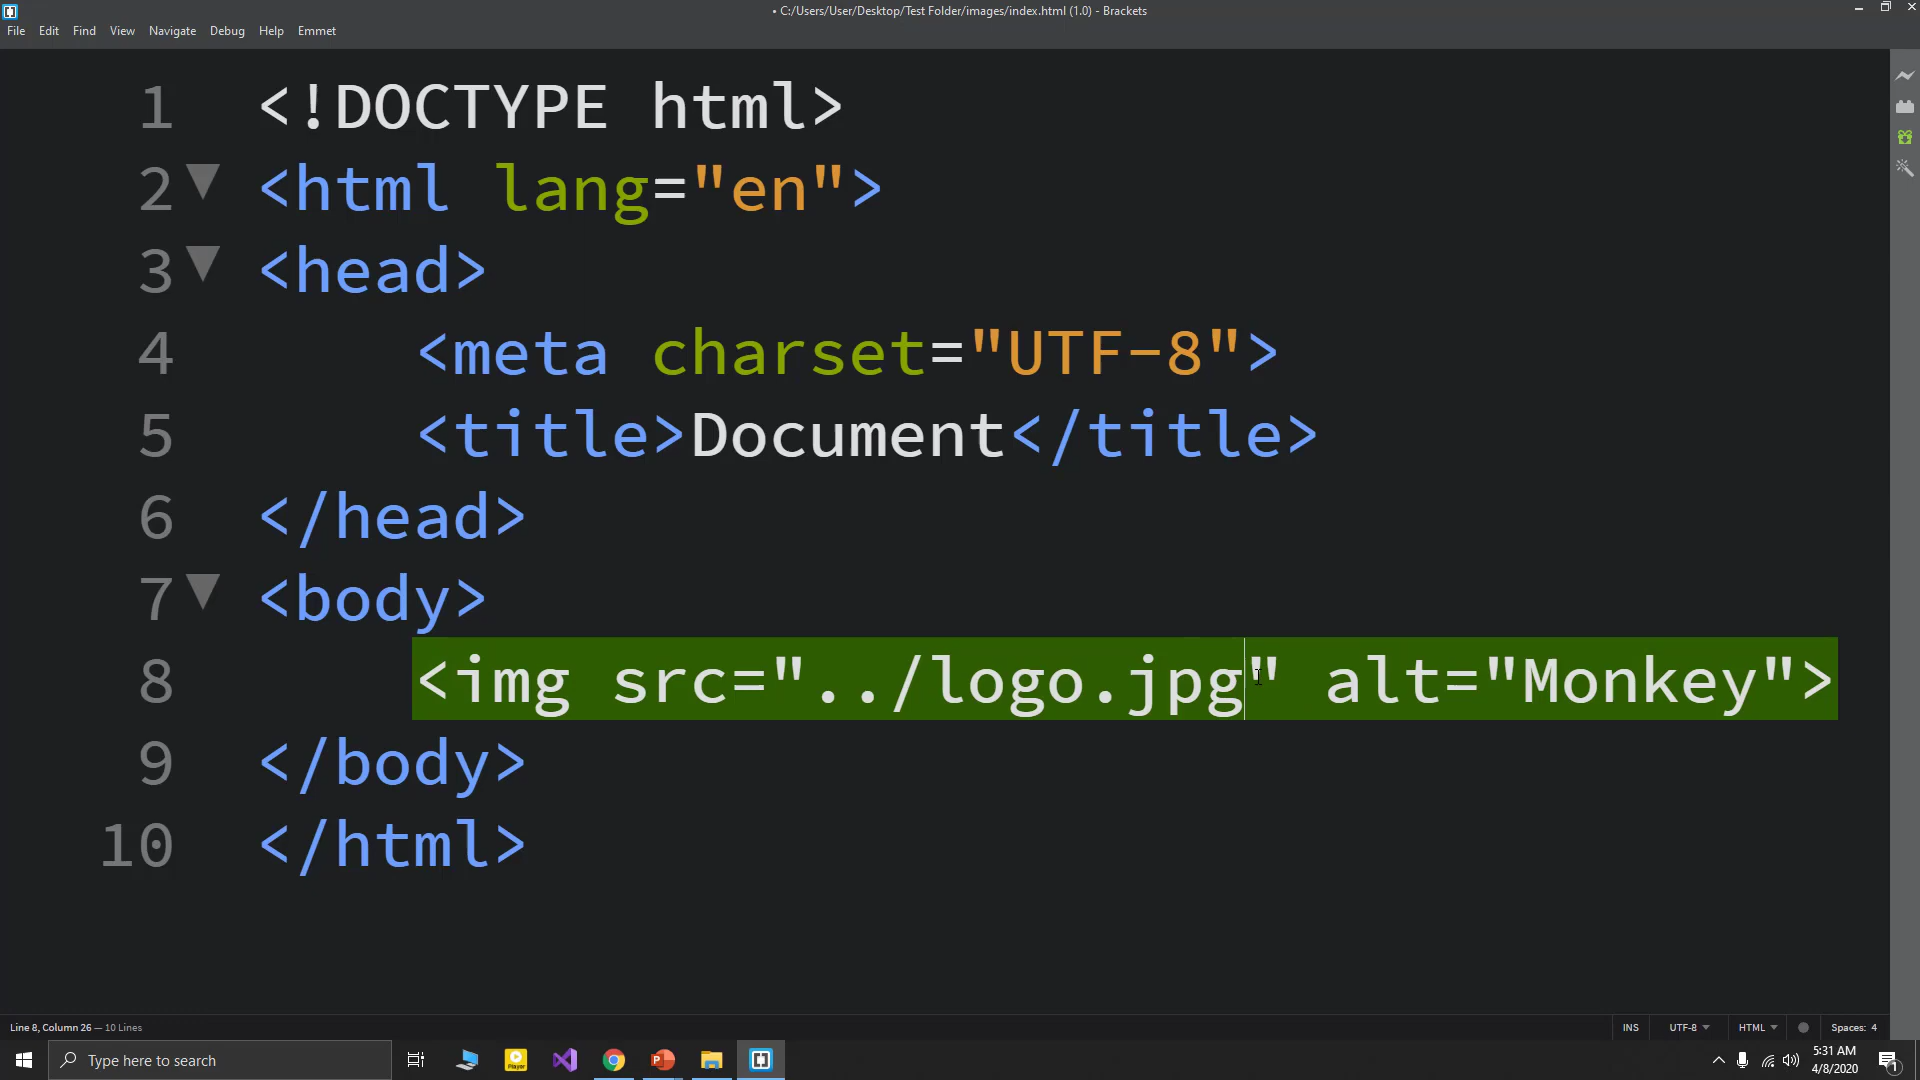 • C:/Users/User/Desktop/Test Folder/images/index.html (1.0) - Brackets
File Edit Find View Navigate Debug Help Emmet
1 <!DOCTYPE html>
2 <html lang="en">
3 <head>
4 <meta charset="UTF-8">
5 <title>Document</title>
6 </head>
7 <body>
8 <img src="../logo.jpg" alt="Monkey">
9 </body>
10 </html>
Line 8, Column 26 — 10 Lines INS UTF-8 HTML Spaces: 4
Type here to search
Player
5:31 AM
4/8/2020
1